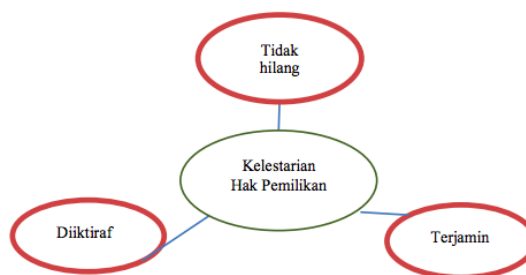 Tidak
hilang
Kelestarian
Hak Pemilikan
Diiktiraf
Terjamin